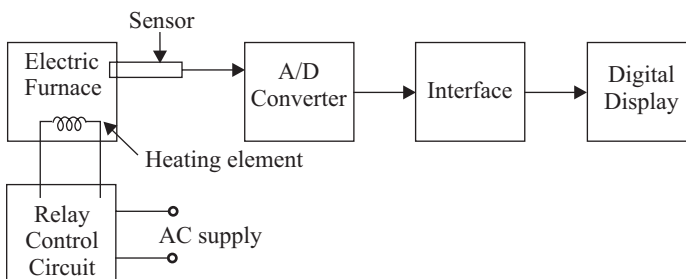 Sensor
Electric
Furnace
A/D
Converter
Interface
Digital
Display
Heating element
Relay
Control
Circuit
AC supply